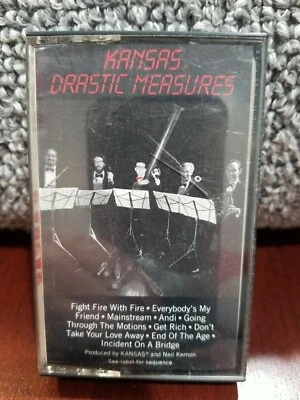 KANSAS
DRASTIC MEASURES
Fight Fire With Fire • Everybody's My
Friend • Mainstream • Andi • Going
Through The Motions • Get Rich • Don't
Take Your Love Away • End Of The Age •
Incident On A Bridge
Produced by KANSAS® and Neil Kernon
See label for sequence